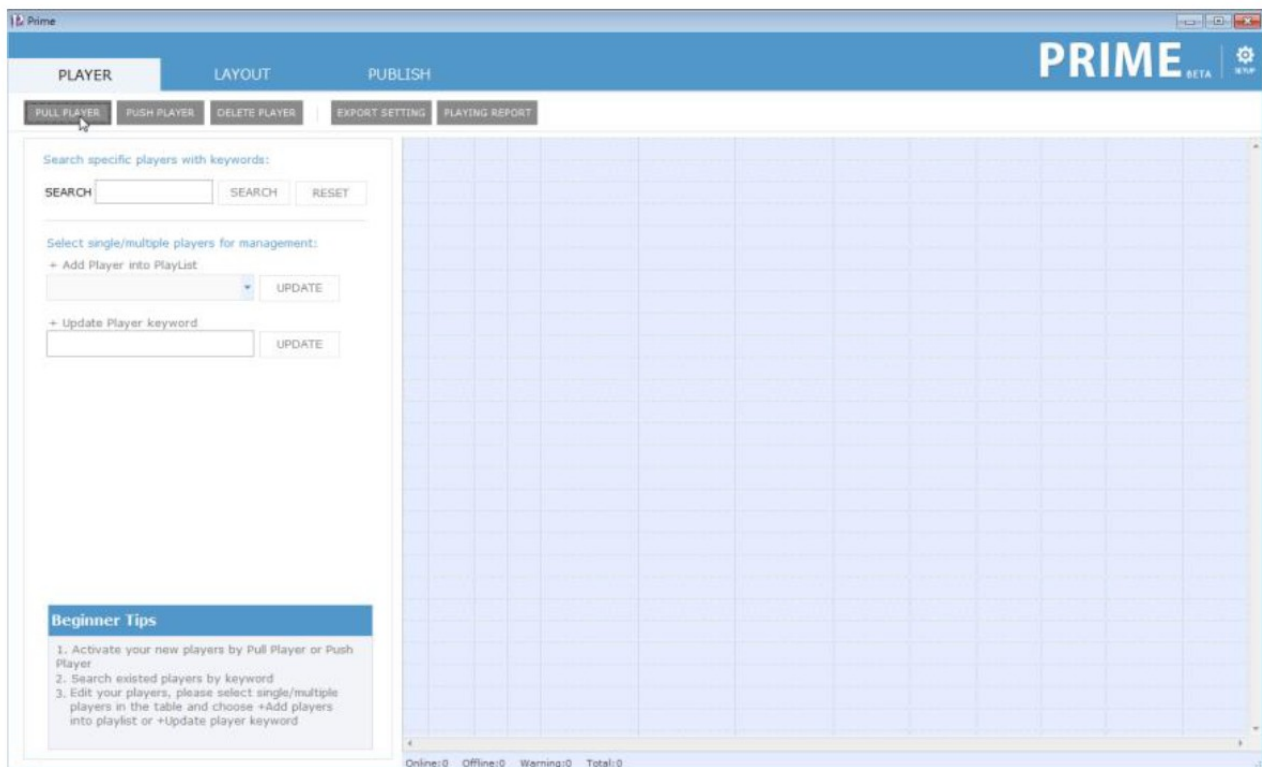 Prime
PRIME BETA
SETUP
PLAYER LAYOUT PUBLISH
PULL PLAYER PUSH PLAYER DELETE PLAYER EXPORT SETTING PLAYING REPORT
Search specific players with keywords:
SEARCH SEARCH RESET
Select single/multiple players for management:
+ Add Player into PlayList
UPDATE
+ Update Player keyword
UPDATE
Beginner Tips
1. Activate your new players by Pull Player or Push
Player
2. Search existed players by keyword
3. Edit your players, please select single/multiple
players in the table and choose +Add players
into playlist or +Update player keyword
Online:0 Offline:0 Warning:0 Total:0